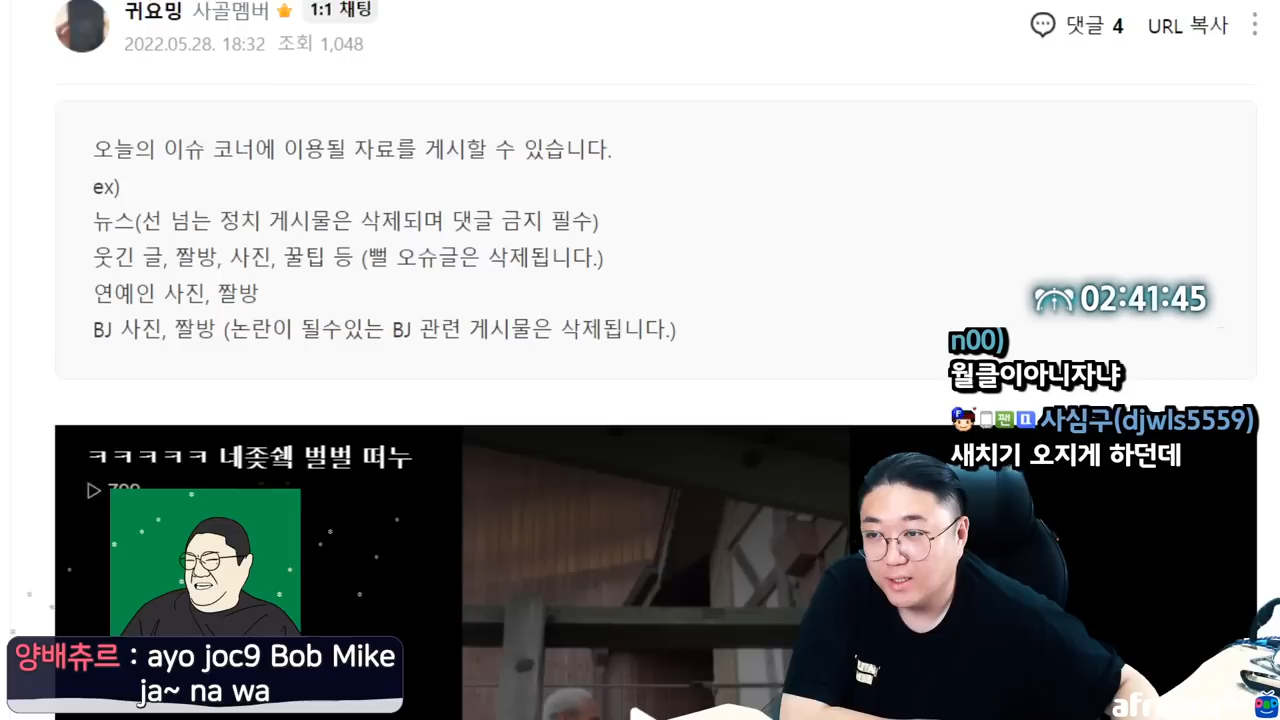 귀요밍 사골멤버 1:1 채팅
2022.05.28. 18:32 조회 1,048
댓글 4 URL 복사
오늘의 이슈 코너에 이용될 자료를 게시할 수 있습니다.
ex)
뉴스(선 넘는 정치 게시물은 삭제되며 댓글 금지 필수)
웃긴 글, 짤방, 사진, 꿀팁 등 (뻘 오슈글은 삭제됩니다.)
연예인 사진, 짤방
BJ 사진, 짤방 (논란이 될수있는 BJ 관련 게시물은 삭제됩니다.)
02:41:45
n00)
월클이아니자냐
팬 사심구(djwls5559)
새치기 오지게 하던데
ㅋㅋㅋㅋㅋ 네좃쉑 벌벌 떠누
양배츄르 : ayo joc9 Bob Mike
ja~ na wa